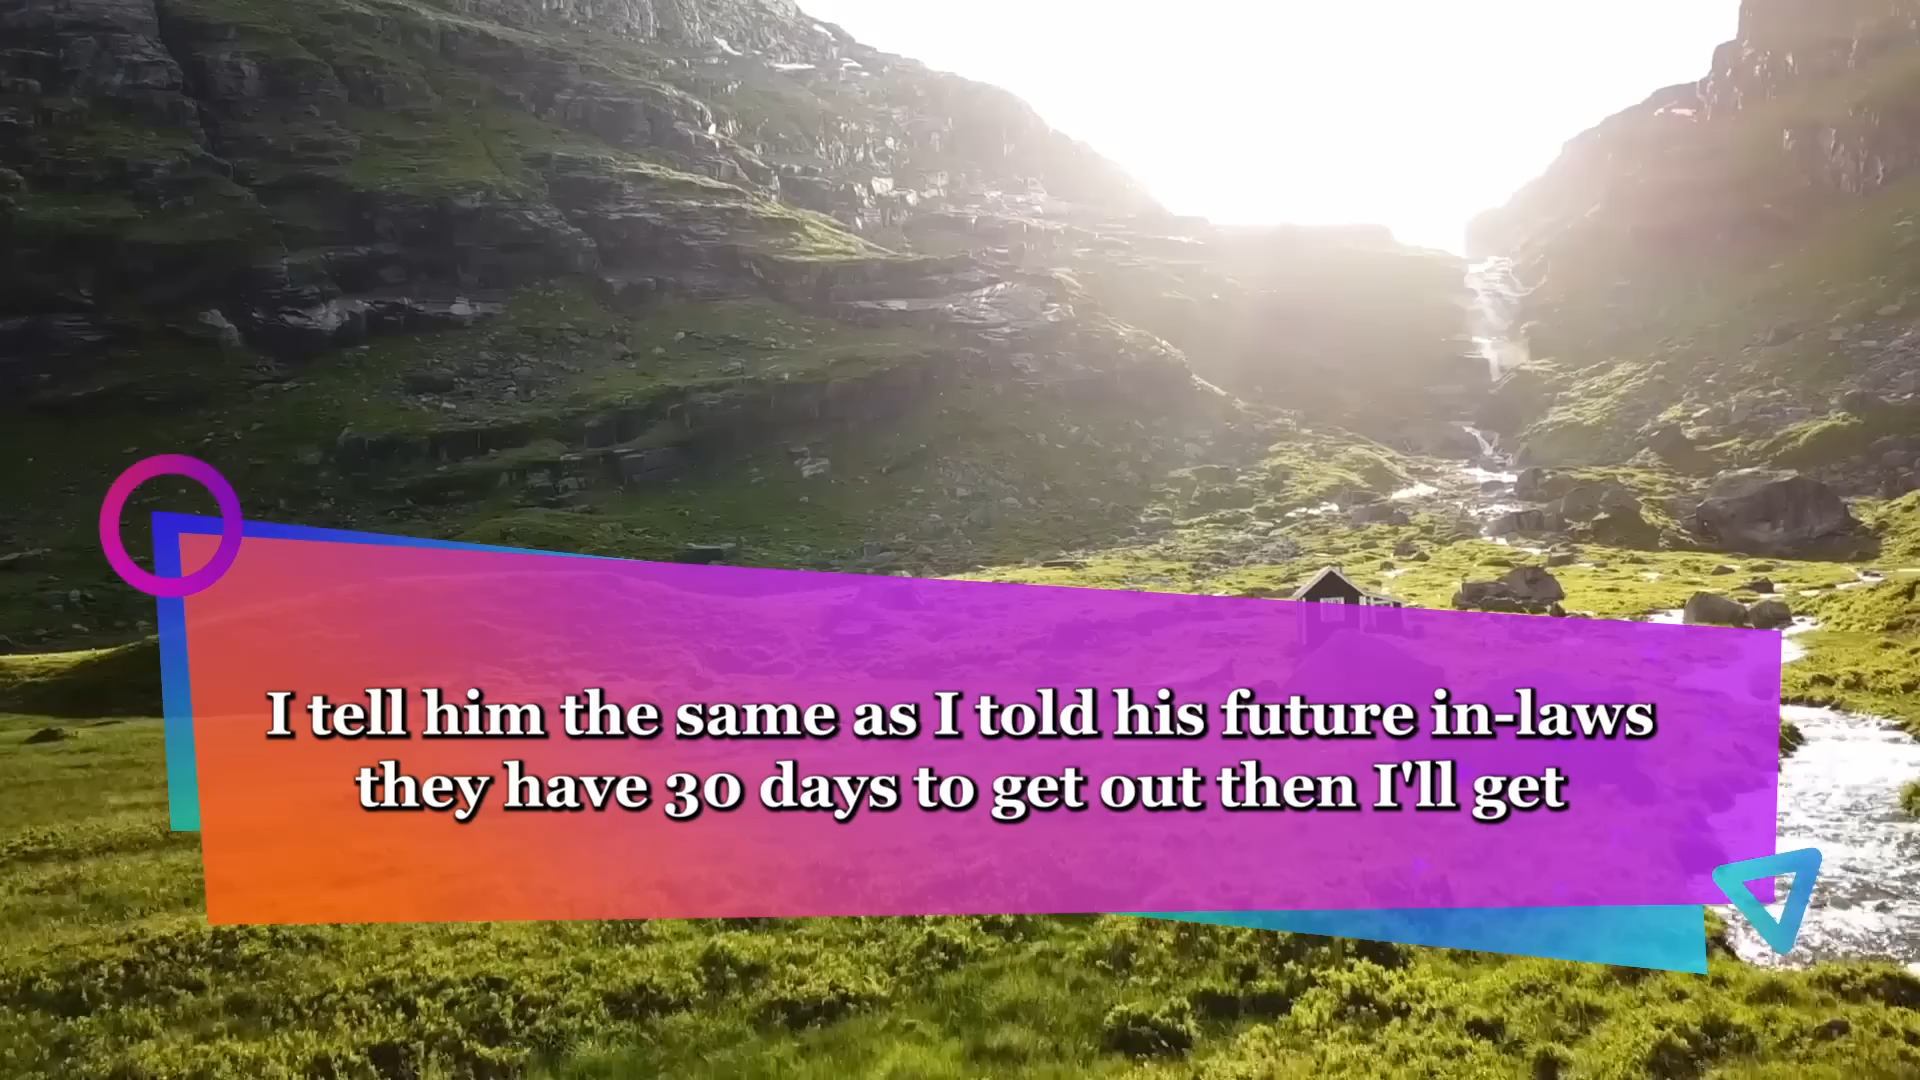 I tell him the same as I told his future in-laws
they have 30 days to get out then I'll get